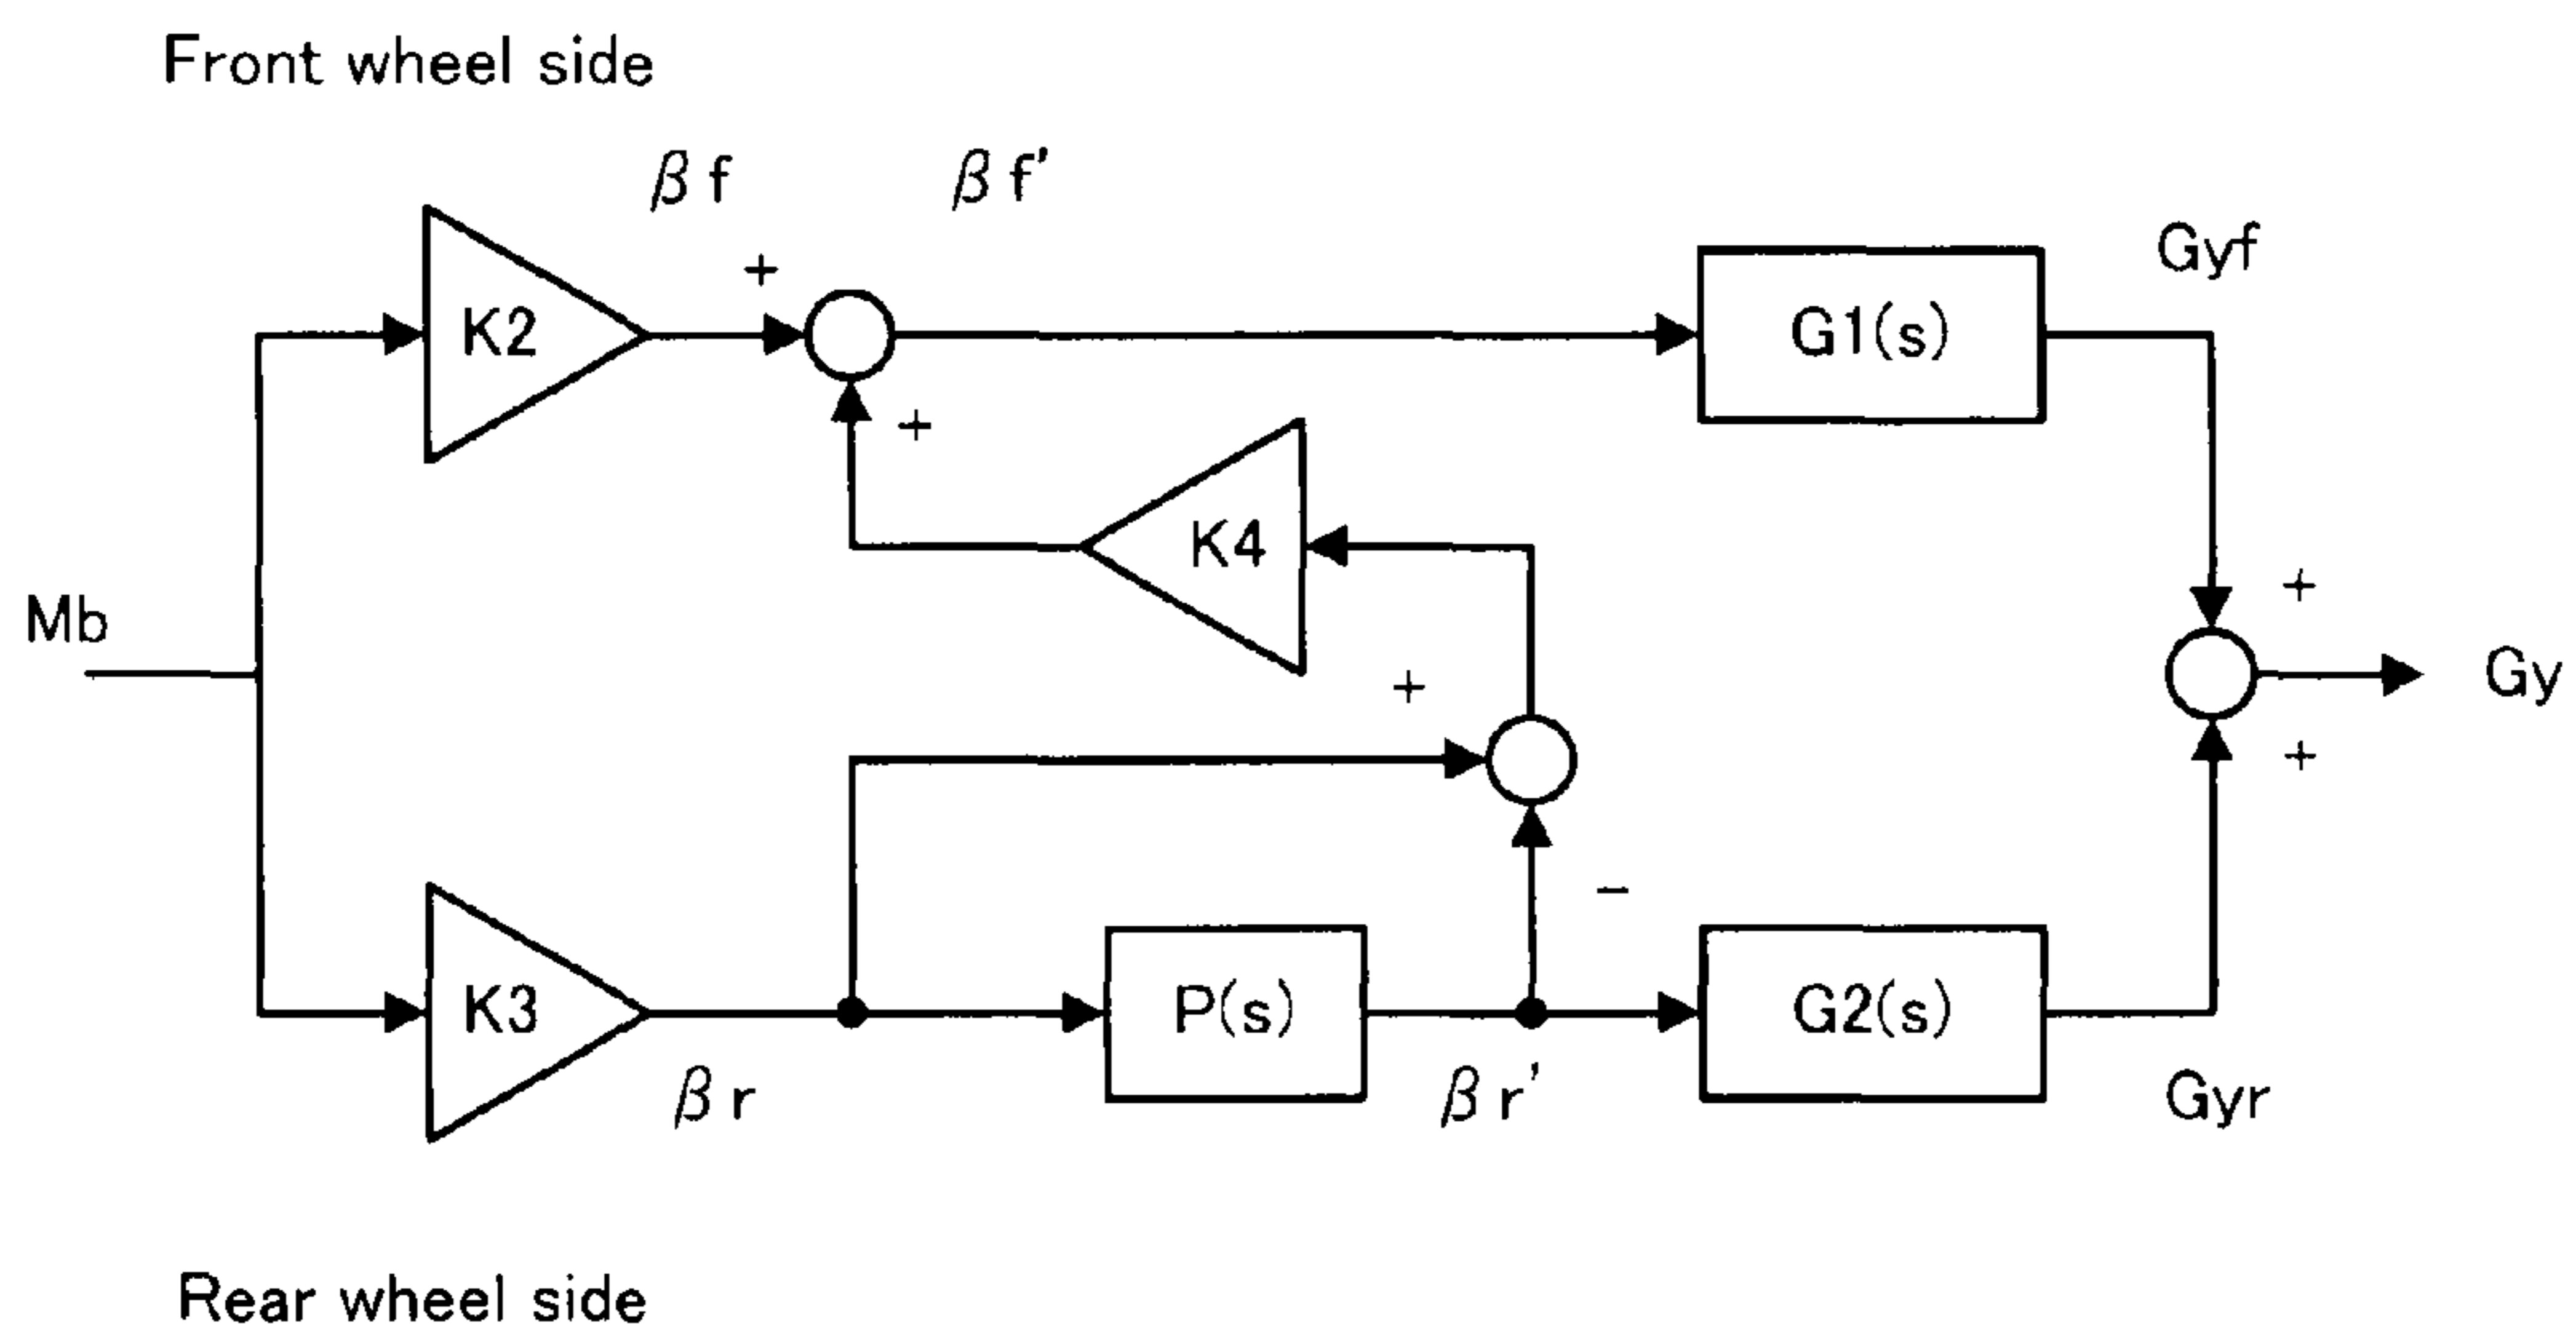 Front wheel side
βf
βf'
+
K2
G1(s)
Gyf
+
K4
+
Mb
+
Gy
+
−
K3
P(s)
G2(s)
βr
βr'
Gyr
Rear wheel side